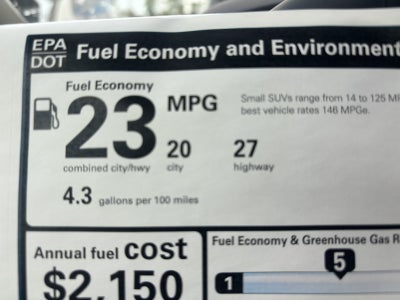 EPA
DOT
Fuel Economy and Environment
Fuel Economy
23 MPG
Small SUVs range from 14 to 125
best vehicle rates 146 MPGe.
20 27
combined city/hwy city highway
4.3 gallons per 100 miles
Annual fuel cost
$2,150
Fuel Economy & Greenhouse Gas
5
1